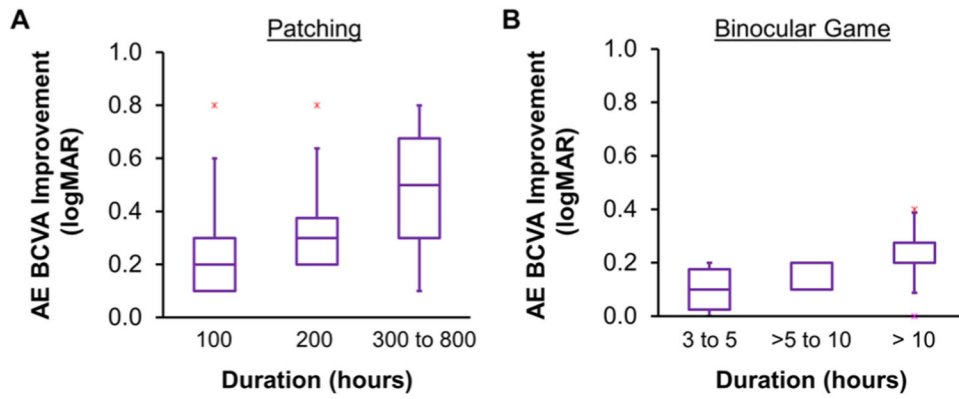 A
Patching
AE BCVA Improvement
(logMAR)
1.0
0.8
0.6
0.4
0.2
0.0
100
200
300 to 800
Duration (hours)
B
Binocular Game
AE BCVA Improvement
(logMAR)
1.0
0.8
0.6
0.4
0.2
0.0
3 to 5
>5 to 10
> 10
Duration (hours)